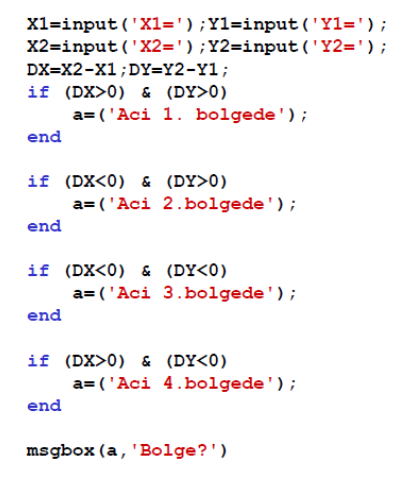 X1=input('X1=');Y1=input('Y1=');
X2=input('X2=');Y2=input('Y2=');
DX=X2-X1;DY=Y2-Y1;
if (DX>0) & (DY>0)
    a=('Aci 1. bolgede');
end

if (DX<0) & (DY>0)
    a=('Aci 2.bolgede');
end

if (DX<0) & (DY<0)
    a=('Aci 3.bolgede');
end

if (DX>0) & (DY<0)
    a=('Aci 4.bolgede');
end

msgbox(a,'Bolge?')